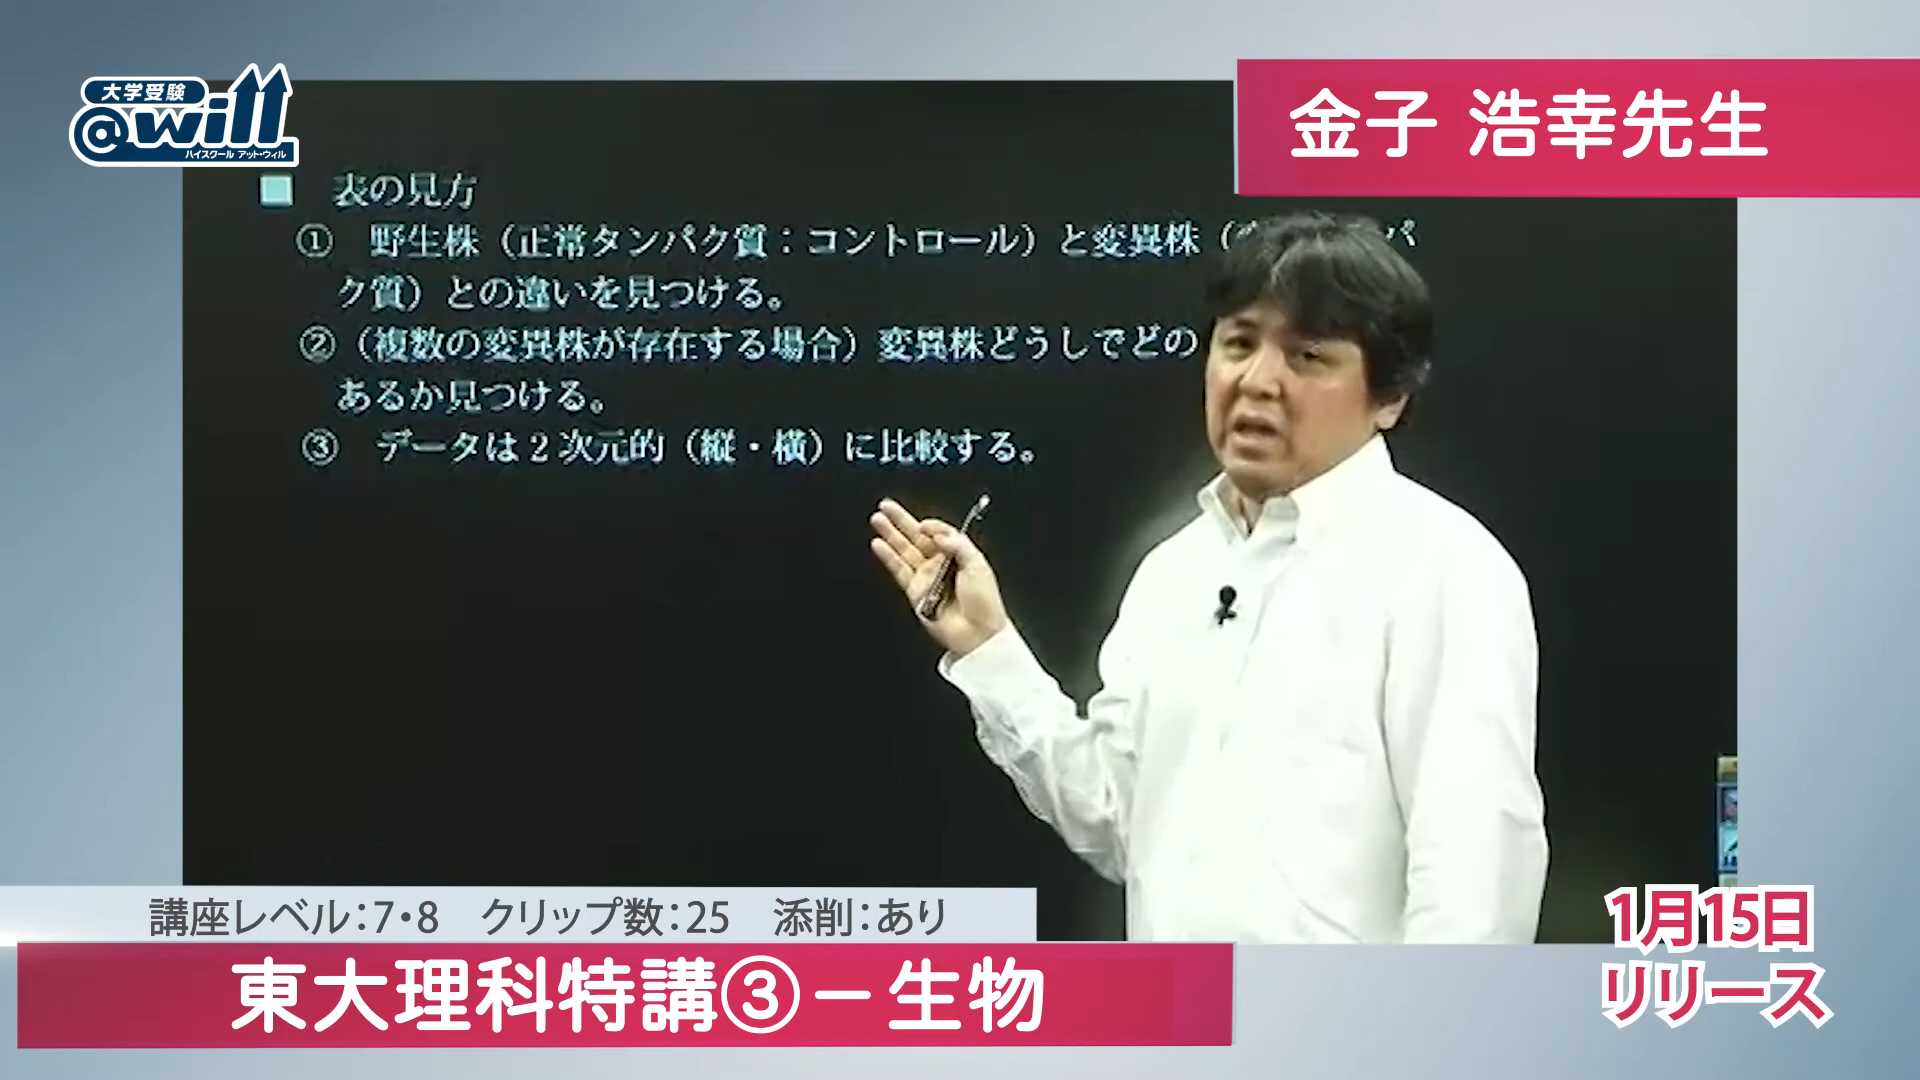 大学受験
@will
ハイスクール アット・ウィル
金子 浩幸先生
■ 表の見方
① 野生株（正常タンパク質：コントロール）と変異株（
パ
ク質）との違いを見つける。
②（複数の変異株が存在する場合）変異株どうしでどの
あるか見つける。
③ データは2次元的（縦・横）に比較する。
講座レベル：7・8 クリップ数：25 添削：あり
東大理科特講③－生物
1月15日
リリース